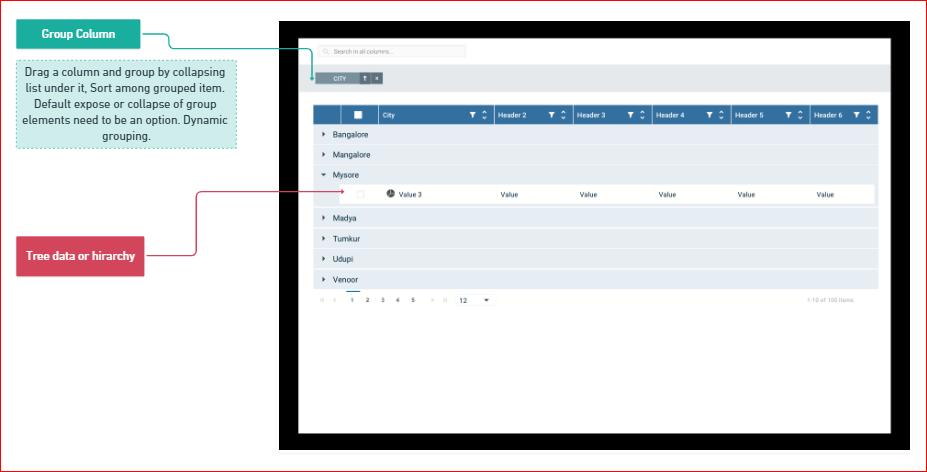 Group Column
Drag a column and group by collapsing
list under it, Sort among grouped item.
Default expose or collapse of group
elements need to be an option. Dynamic
grouping.
Tree data or hirarchy
Search in all columns...
CITY
City Header 2 Header 3 Header 4 Header 5 Header 6
Bangalore
Mangalore
Mysore
Value 3 Value Value Value Value Value
Madya
Tumkur
Udupi
Venoor
1 2 3 4 5 12 1-10 of 100 items